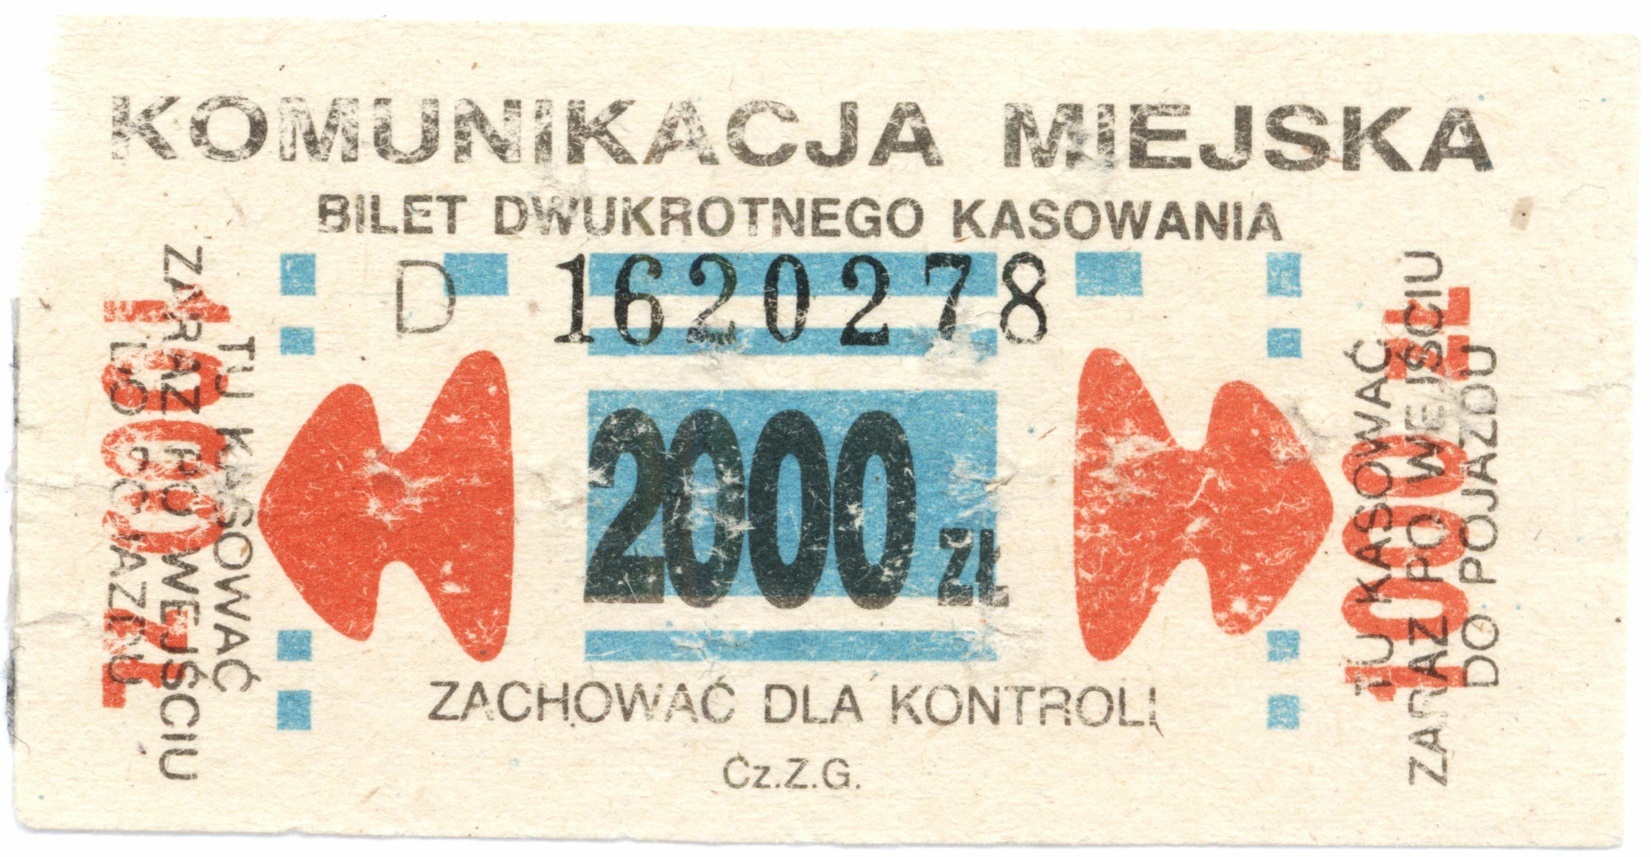 KOMUNIKACJA MIEJSKA
BILET DWUKROTNEGO KASOWANIA
D 1620278
2000 ZŁ
ZACHOWAĆ DLA KONTROLI
Cz.Z.G.
TU KASOWAĆ
ZARAZ PO WEJŚCIU
DO POJAZDU
1000 ZŁ
TU KASOWAĆ
ZARAZ PO WEJŚCIU
DO POJAZDU
1000 ZŁ